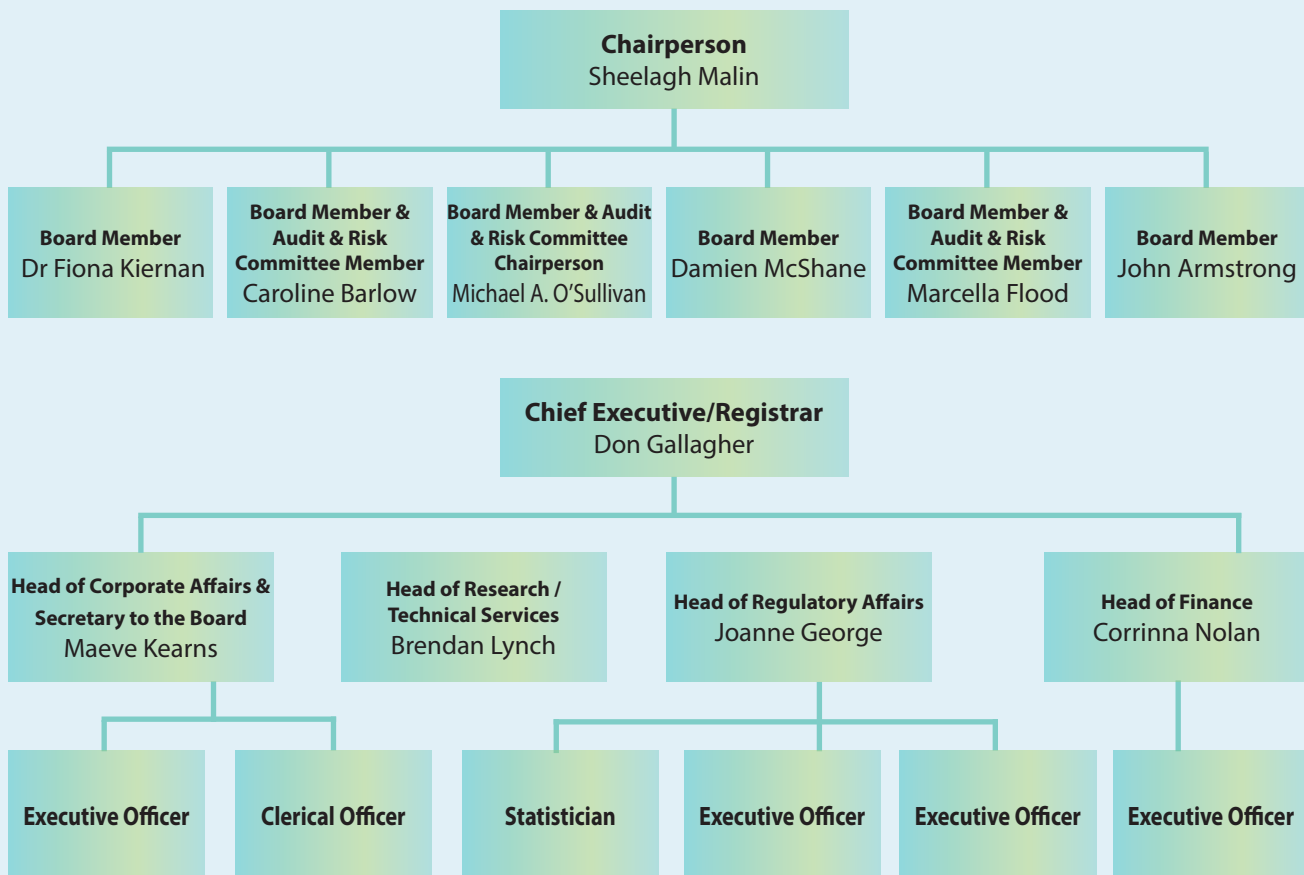 Chairperson
Sheelagh Malin
Board Member
Dr Fiona Kiernan
Board Member &
Audit & Risk
Committee Member
Caroline Barlow
Board Member & Audit
& Risk Committee
Chairperson
Michael A. O'Sullivan
Board Member
Damien McShane
Board Member &
Audit & Risk
Committee Member
Marcella Flood
Board Member
John Armstrong
Chief Executive/Registrar
Don Gallagher
Head of Corporate Affairs &
Secretary to the Board
Maeve Kearns
Head of Research /
Technical Services
Brendan Lynch
Head of Regulatory Affairs
Joanne George
Head of Finance
Corrinna Nolan
Executive Officer
Clerical Officer
Statistician
Executive Officer
Executive Officer
Executive Officer